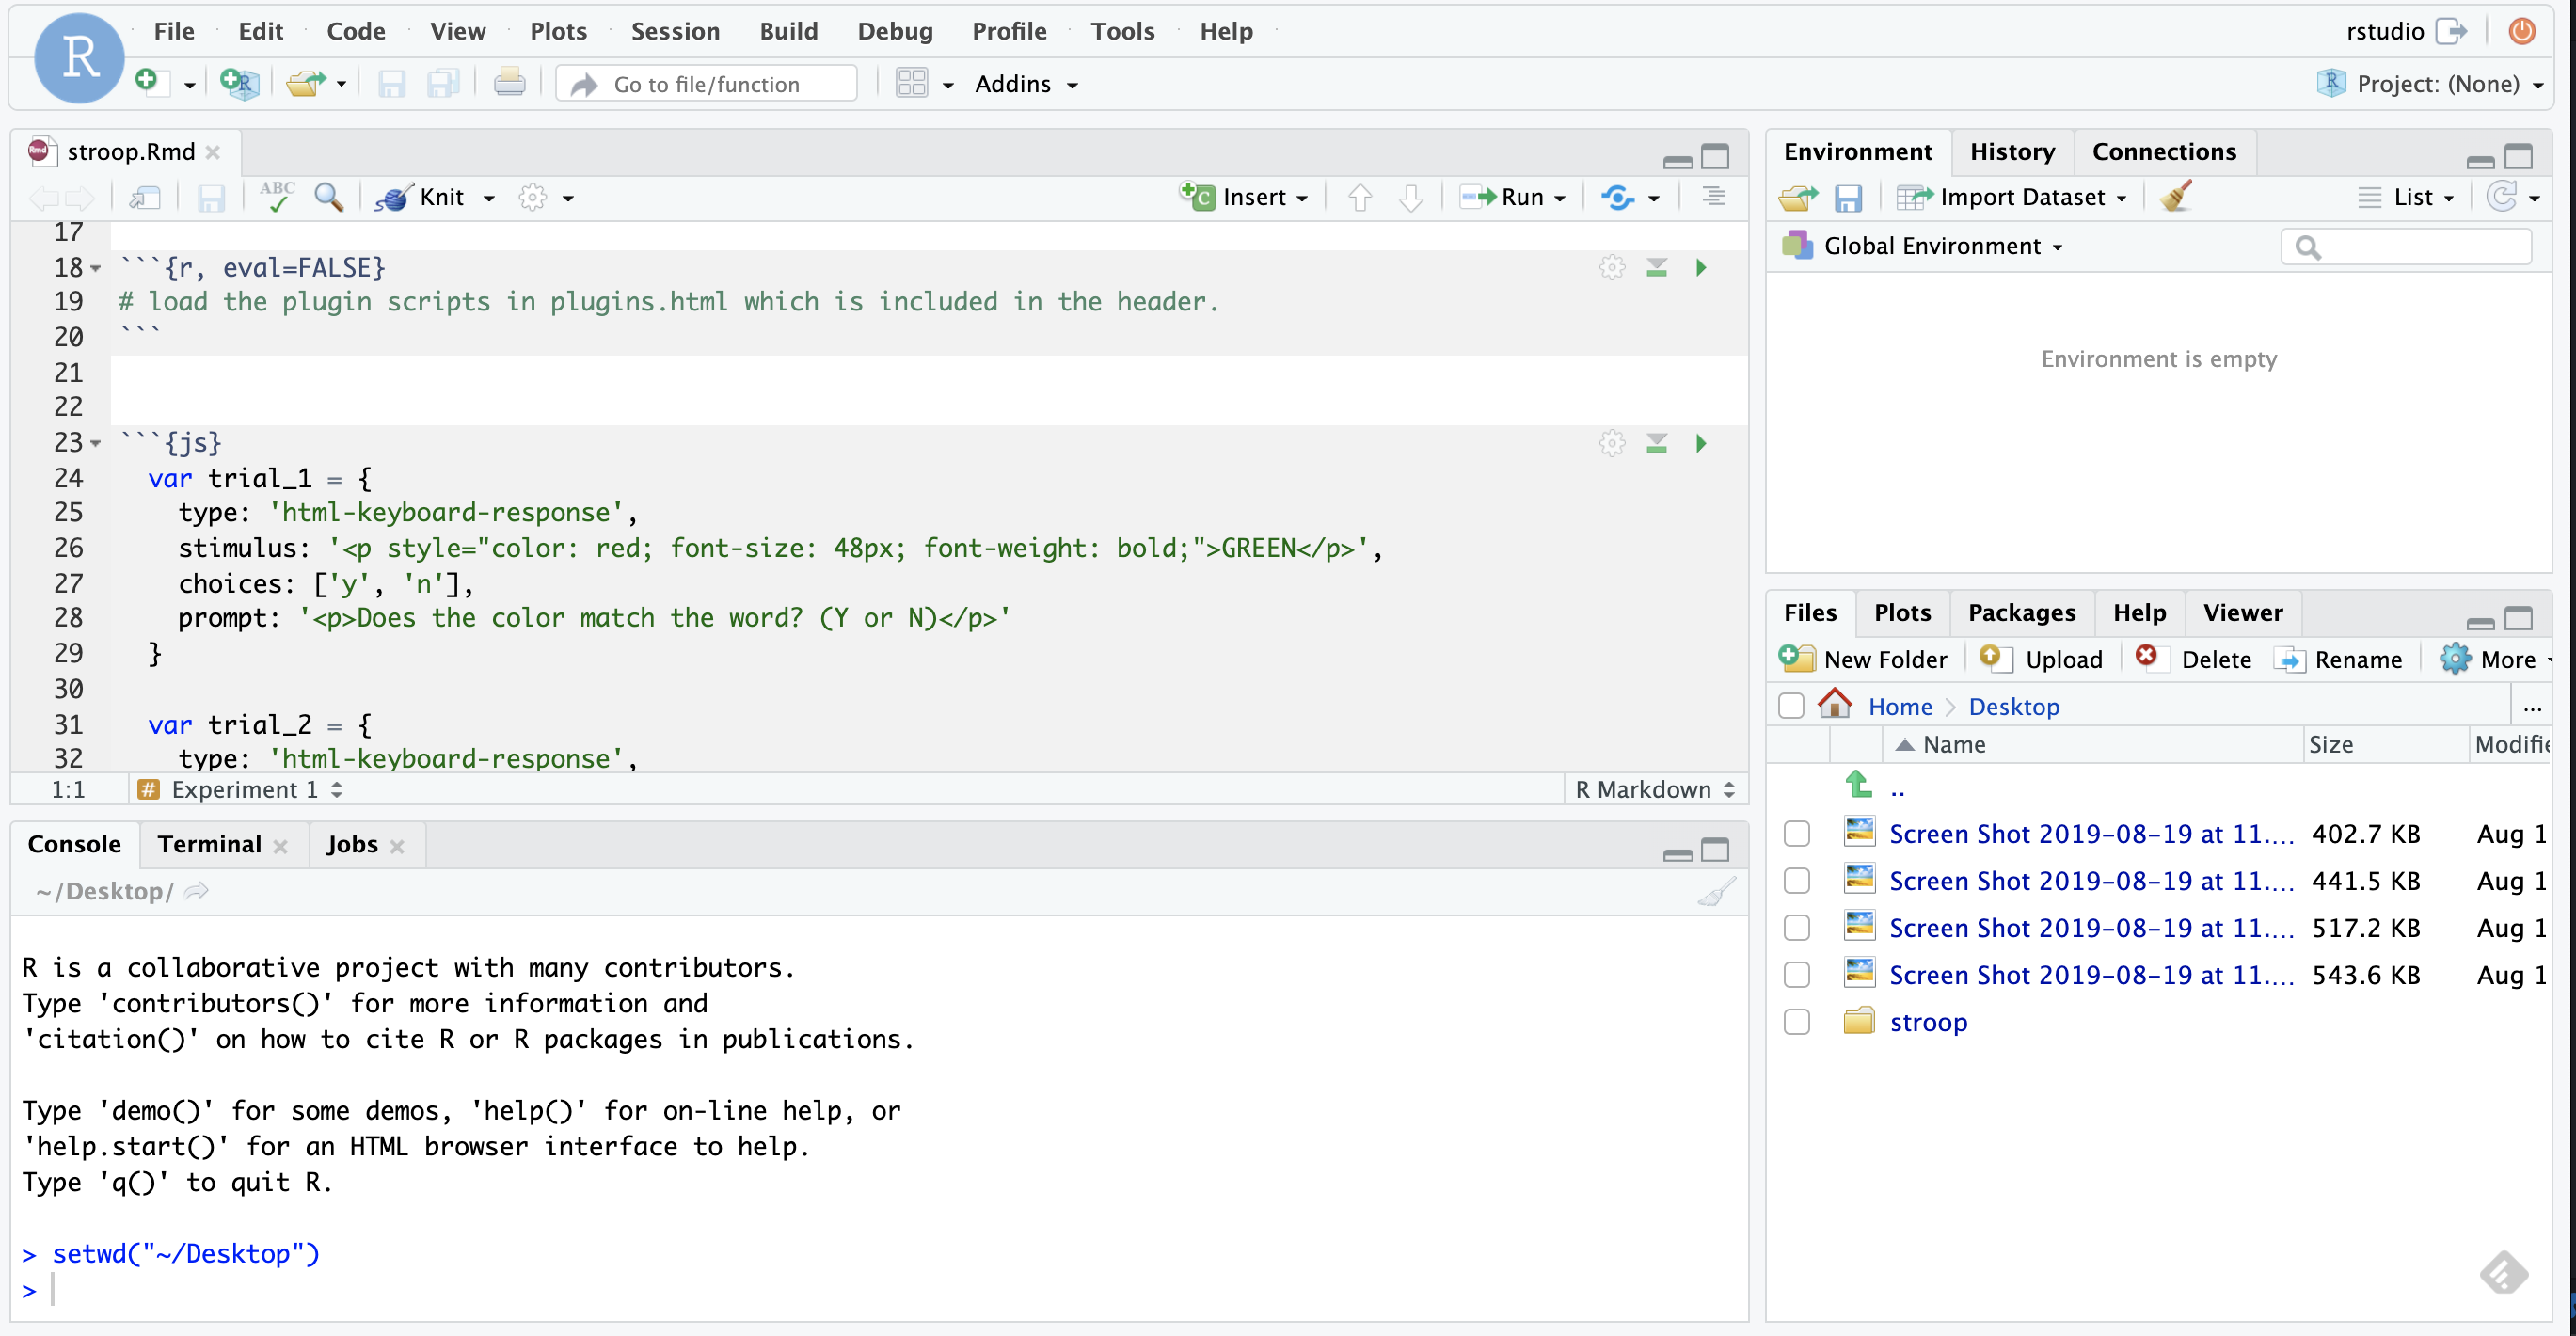 R
File Edit Code View Plots Session Build Debug Profile Tools Help
rstudio
R
Go to file/function
Addins
R Project: (None)
Rmd stroop.Rmd
ABC Knit
C Insert Run
17
18 ```{r, eval=FALSE}
19 # load the plugin scripts in plugins.html which is included in the header.
20 ```
21
22
23 ```{js}
24 var trial_1 = {
25 type: 'html-keyboard-response',
26 stimulus: '<p style="color: red; font-size: 48px; font-weight: bold;">GREEN</p>',
27 choices: ['y', 'n'],
28 prompt: '<p>Does the color match the word? (Y or N)</p>'
29 }
30
31 var trial_2 = {
32 type: 'html-keyboard-response',
1:1 # Experiment 1 R Markdown
Console Terminal Jobs
~/Desktop/
R is a collaborative project with many contributors.
Type 'contributors()' for more information and
'citation()' on how to cite R or R packages in publications.
Type 'demo()' for some demos, 'help()' for on-line help, or
'help.start()' for an HTML browser interface to help.
Type 'q()' to quit R.
> setwd("~/Desktop")
>
Environment History Connections
Import Dataset List
Global Environment
Environment is empty
Files Plots Packages Help Viewer
New Folder Upload Delete Rename More
Home Desktop ...
Name Size Modifie
..
Screen Shot 2019-08-19 at 11.... 402.7 KB Aug 1
Screen Shot 2019-08-19 at 11.... 441.5 KB Aug 1
Screen Shot 2019-08-19 at 11.... 517.2 KB Aug 1
Screen Shot 2019-08-19 at 11.... 543.6 KB Aug 1
stroop